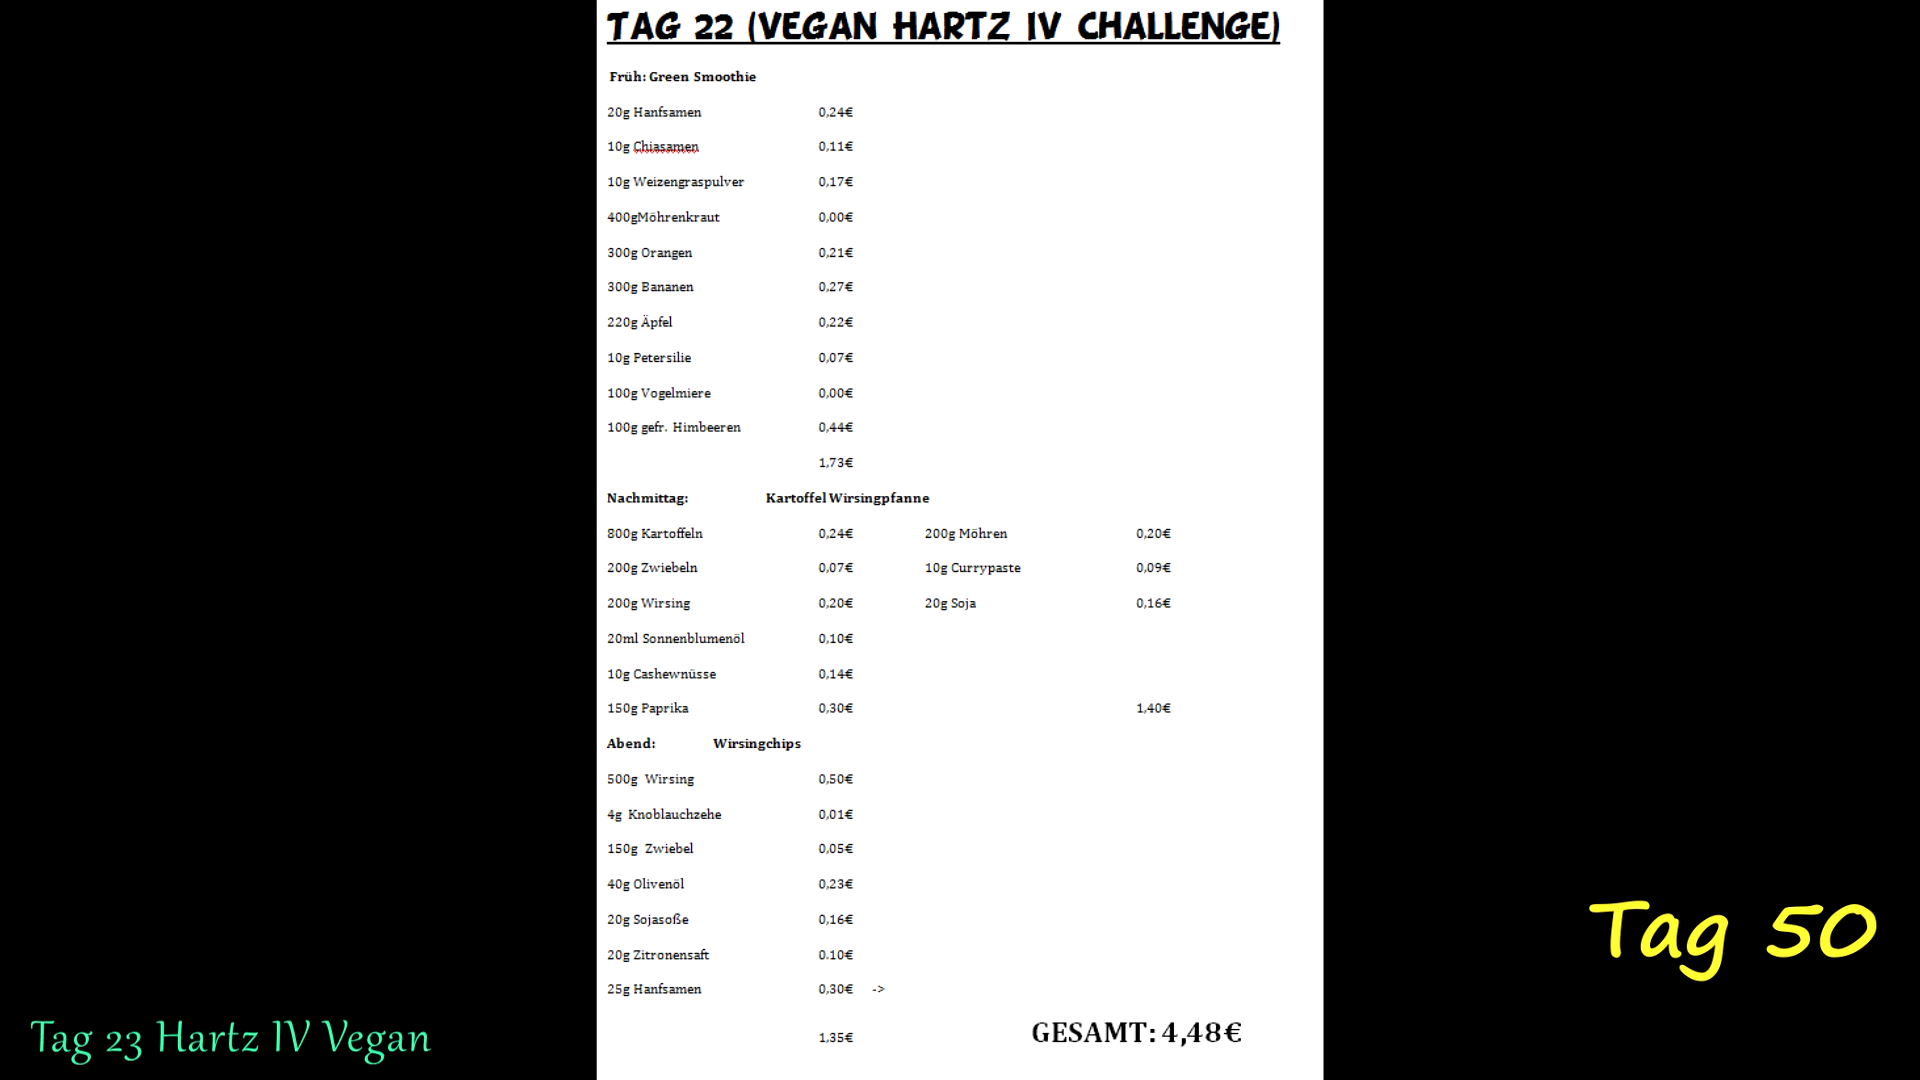 TAG 22 (VEGAN HARTZ IV CHALLENGE)
Früh: Green Smoothie
20g Hanfsamen 0,24€
10g Chiasamen 0,11€
10g Weizengraspulver 0,17€
400gMöhrenkraut 0,00€
300g Orangen 0,21€
300g Bananen 0,27€
220g Äpfel 0,22€
10g Petersilie 0,07€
100g Vogelmiere 0,00€
100g gefr. Himbeeren 0,44€
1,73€
Nachmittag: Kartoffel Wirsingpfanne
800g Kartoffeln 0,24€ 200g Möhren 0,20€
200g Zwiebeln 0,07€ 10g Currypaste 0,09€
200g Wirsing 0,20€ 20g Soja 0,16€
20ml Sonnenblumenöl 0,10€
10g Cashewnüsse 0,14€
150g Paprika 0,30€ 1,40€
Abend: Wirsingchips
500g Wirsing 0,50€
4g Knoblauchzehe 0,01€
150g Zwiebel 0,05€
40g Olivenöl 0,23€
20g Sojasoße 0,16€
20g Zitronensaft 0.10€
25g Hanfsamen 0,30€ ->
1,35€ GESAMT: 4,48€
Tag 50
Tag 23 Hartz IV Vegan